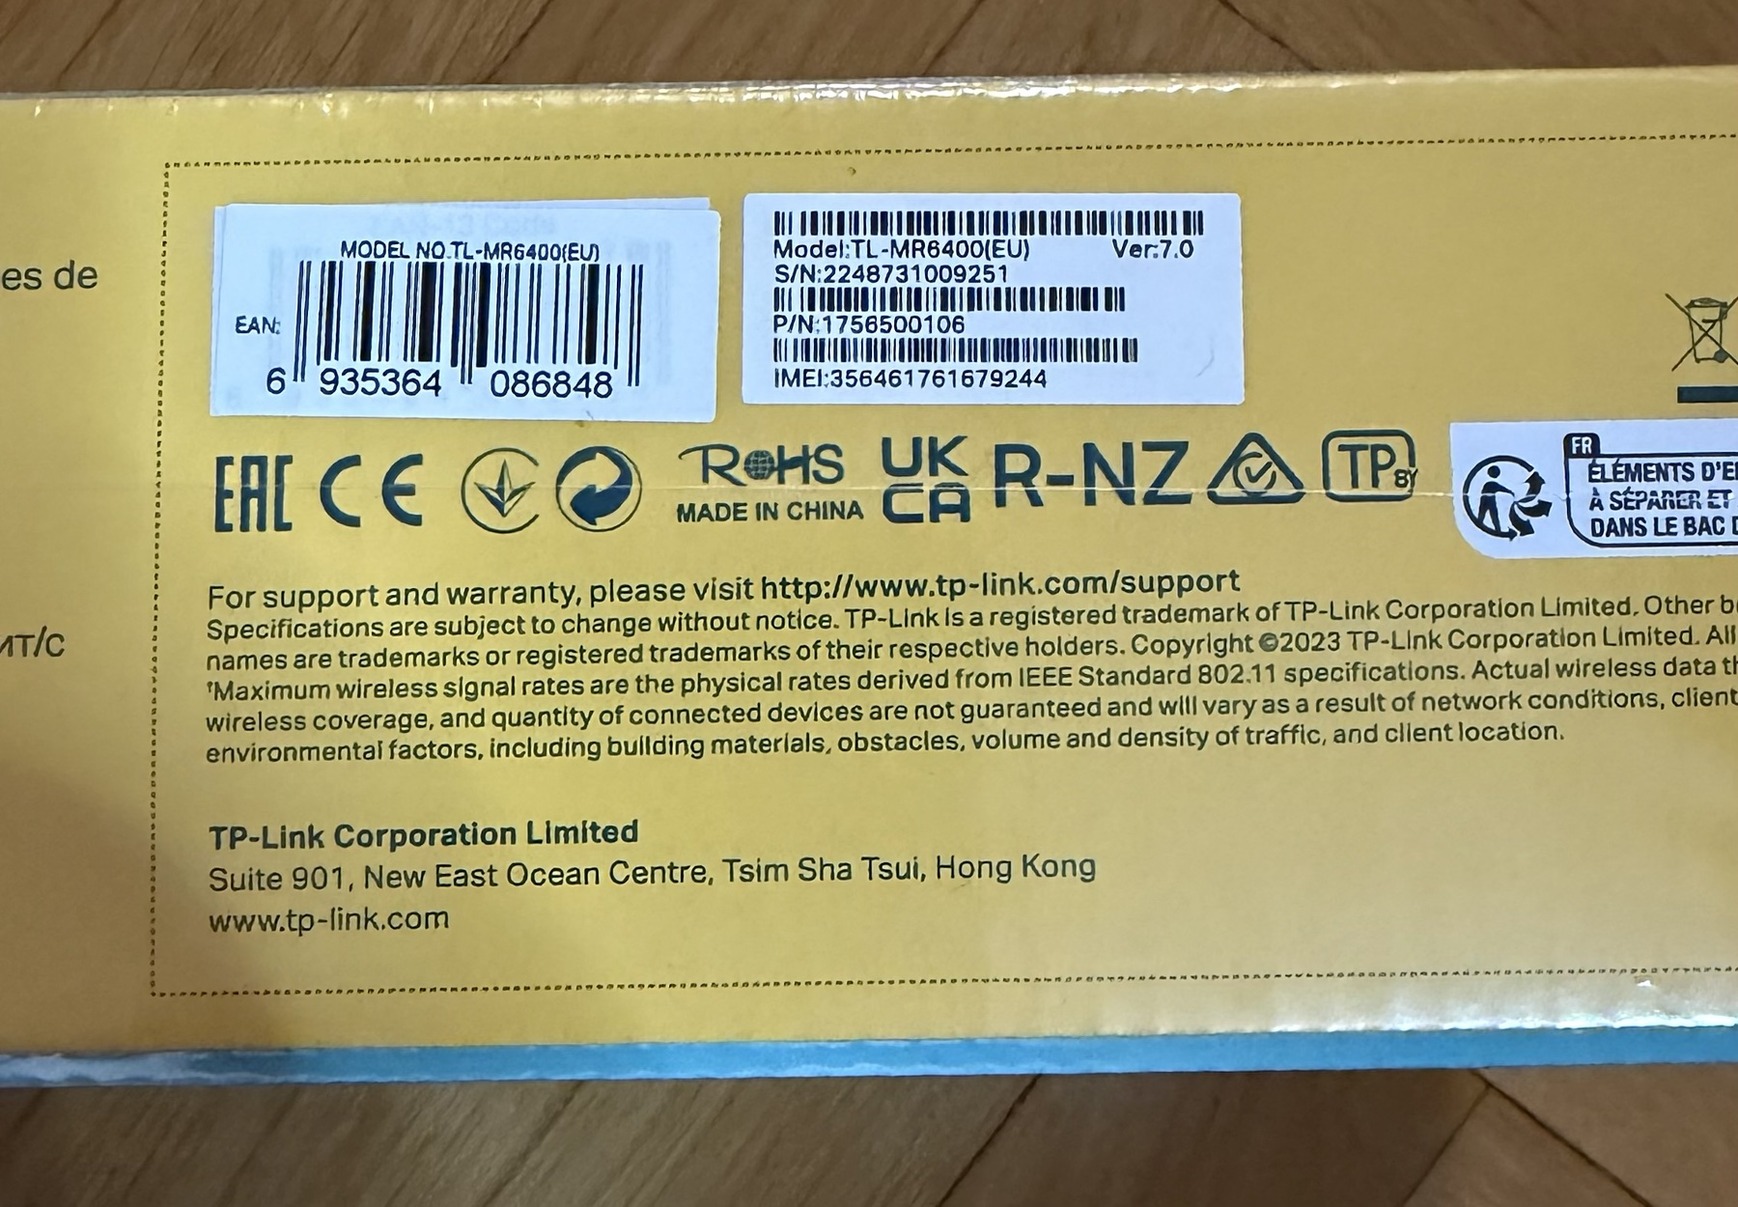 es de
MODEL NO.TL-MR6400(EU)
EAN:
6 935364 086848
Model:TL-MR6400(EU) Ver:7.0
S/N:2248731009251
P/N:1756500106
IMEI:356461761679244
EAC CE RoHS UK CA R-NZ TP BY
MADE IN CHINA
FR
ÉLÉMENTS D'E
À SÉPARER ET
DANS LE BAC D
For support and warranty, please visit http://www.tp-link.com/support
Specifications are subject to change without notice. TP-Link is a registered trademark of TP-Link Corporation Limited. Other b
names are trademarks or registered trademarks of their respective holders. Copyright ©2023 TP-Link Corporation Limited. All
†Maximum wireless signal rates are the physical rates derived from IEEE Standard 802.11 specifications. Actual wireless data th
wireless coverage, and quantity of connected devices are not guaranteed and will vary as a result of network conditions, client
environmental factors, including building materials, obstacles, volume and density of traffic, and client location.
MT/C
TP-Link Corporation Limited
Suite 901, New East Ocean Centre, Tsim Sha Tsui, Hong Kong
www.tp-link.com